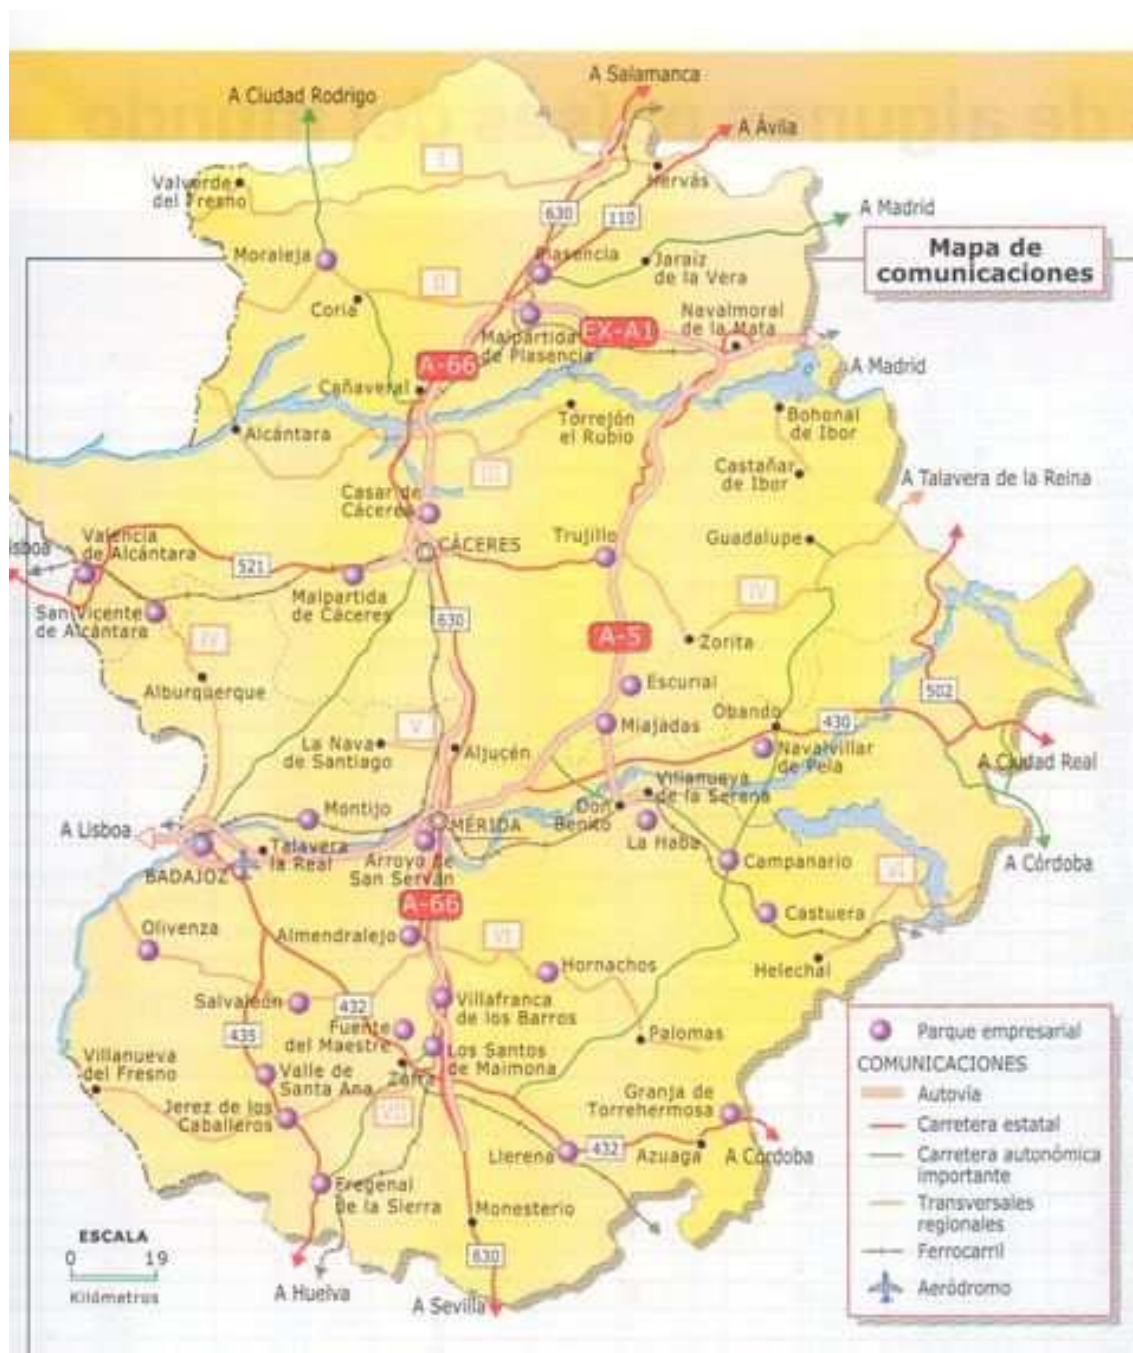 A Salamanca
A Ciudad Rodrigo
A Ávila
Valverde
del Fresno
I
Hervás
630
110
A Madrid
Mapa de
comunicaciones
Moraleja
Plasencia
Jaraíz
de la Vera
II
Coria
Navalmoral
de la Mata
Malpartida
de Plasencia
EX-A1
A-66
A Madrid
Cañaveral
Alcántara
Torrejón
el Rubio
Bohonal
de Ibor
III
Castañar
de Ibor
A Talavera de la Reina
Casar de
Cáceres
Valencia
de Alcántara
CÁCERES
Trujillo
Guadalupe
521
San Vicente
de Alcántara
Malpartida
de Cáceres
630
IV
IV
A-5
Zorita
Alburquerque
Escurial
502
Miajadas
Obando
430
La Nava
de Santiago
V
Aljucén
Navalvillar
de Pela
A Ciudad Real
Villanueva
de la Serena
Montijo
MÉRIDA
Don
Benito
La Haba
A Lisboa
Talavera
la Real
BADAJOZ
Arroyo de
San Serván
Campanario
VI
A Córdoba
A-66
Olivenza
Almendralejo
VI
Castuera
Hornachos
Helechal
Salvaleón
432
Villafranca
de los Barros
435
Fuente
del Maestre
Palomas
Villanueva
del Fresno
Valle de
Santa Ana
Zafra
Los Santos
de Maimona
Jerez de los
Caballeros
VII
Granja de
Torrehermosa
Llerena
432
Azuaga
A Córdoba
Fregenal
de la Sierra
Monesterio
630
A Huelva
A Sevilla
ESCALA
0 19
Kilómetros
Parque empresarial
COMUNICACIONES
Autovía
Carretera estatal
Carretera autonómica
importante
Transversales
regionales
Ferrocarril
Aeródromo